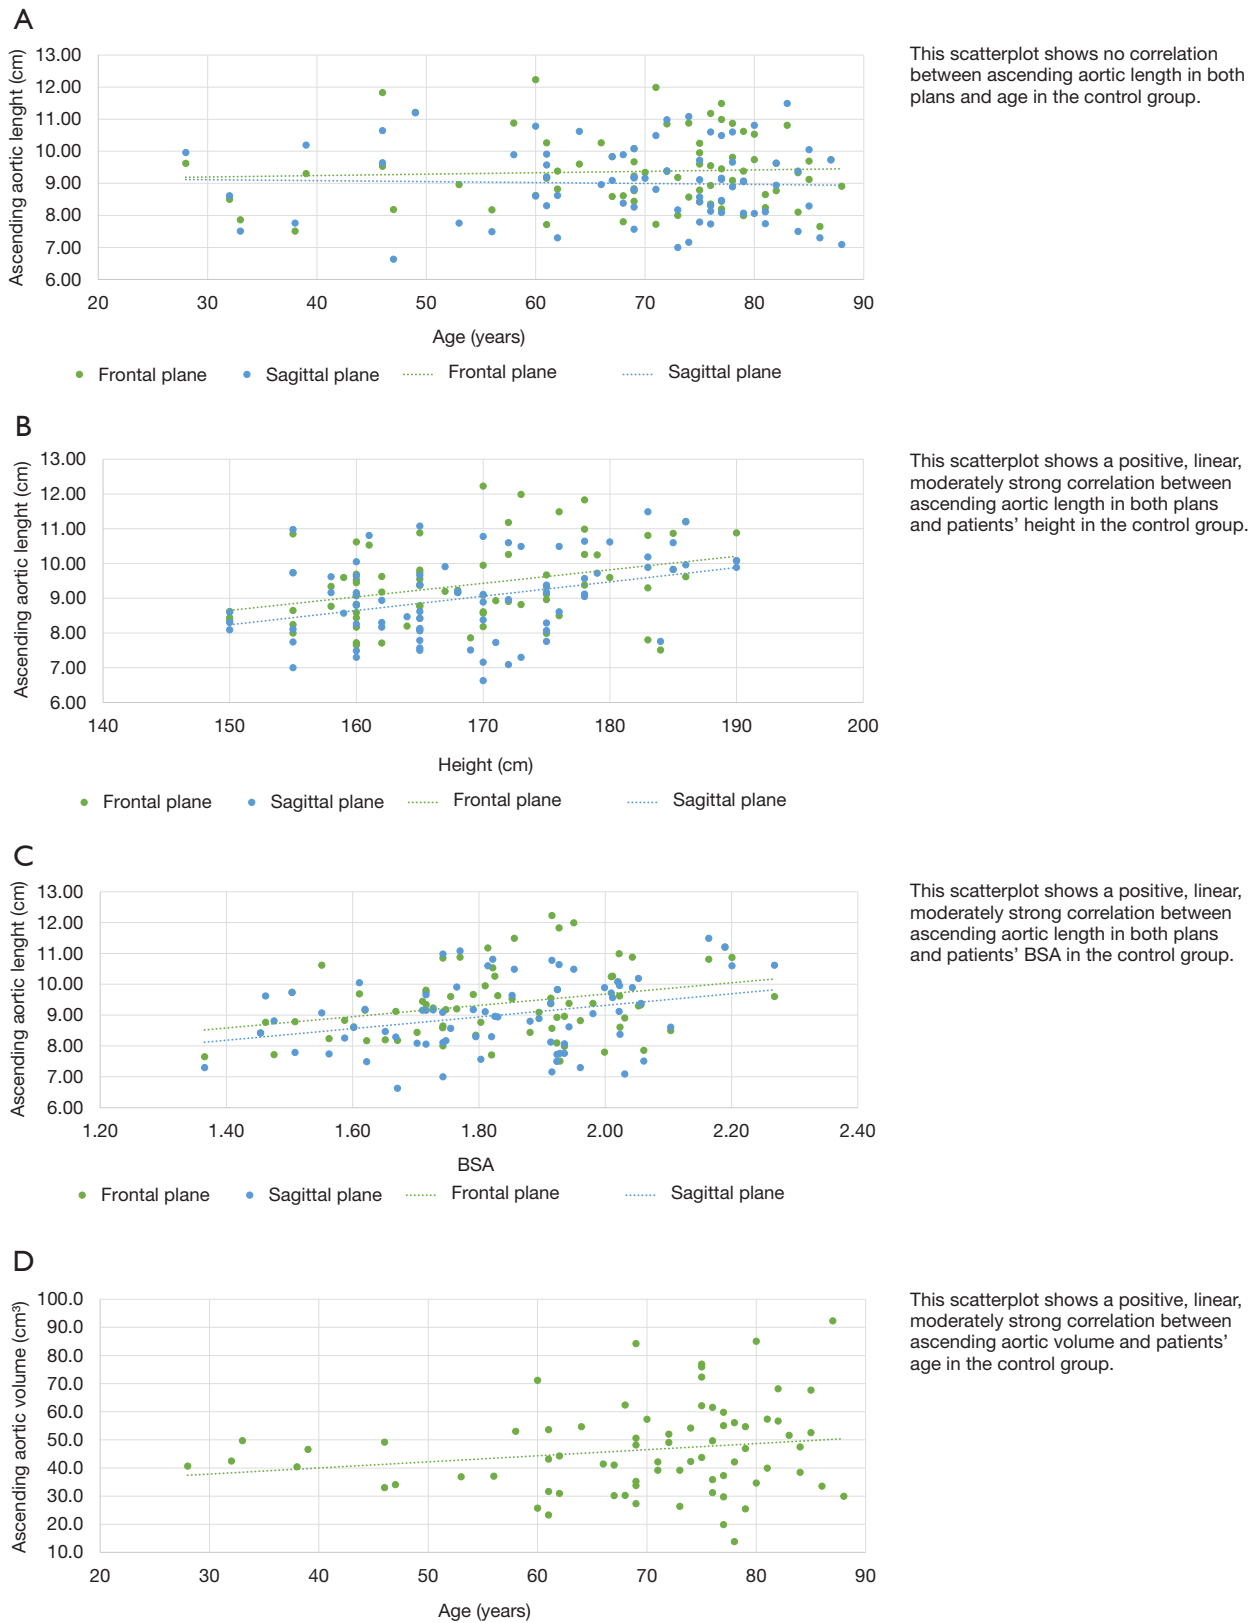 A
Ascending aortic lenght (cm)
13.00
12.00
11.00
10.00
9.00
8.00
7.00
6.00
20 30 40 50 60 70 80 90
Age (years)
Frontal plane Sagittal plane Frontal plane Sagittal plane
This scatterplot shows no correlation
between ascending aortic length in both
plans and age in the control group.
B
Ascending aortic lenght (cm)
13.00
12.00
11.00
10.00
9.00
8.00
7.00
6.00
140 150 160 170 180 190 200
Height (cm)
Frontal plane Sagittal plane Frontal plane Sagittal plane
This scatterplot shows a positive, linear,
moderately strong correlation between
ascending aortic length in both plans
and patients’ height in the control group.
C
Ascending aortic lenght (cm)
13.00
12.00
11.00
10.00
9.00
8.00
7.00
6.00
1.20 1.40 1.60 1.80 2.00 2.20 2.40
BSA
Frontal plane Sagittal plane Frontal plane Sagittal plane
This scatterplot shows a positive, linear,
moderately strong correlation between
ascending aortic length in both plans
and patients’ BSA in the control group.
D
Ascending aortic volume (cm³)
100.0
90.0
80.0
70.0
60.0
50.0
40.0
30.0
20.0
10.0
20 30 40 50 60 70 80 90
Age (years)
This scatterplot shows a positive, linear,
moderately strong correlation between
ascending aortic volume and patients’
age in the control group.